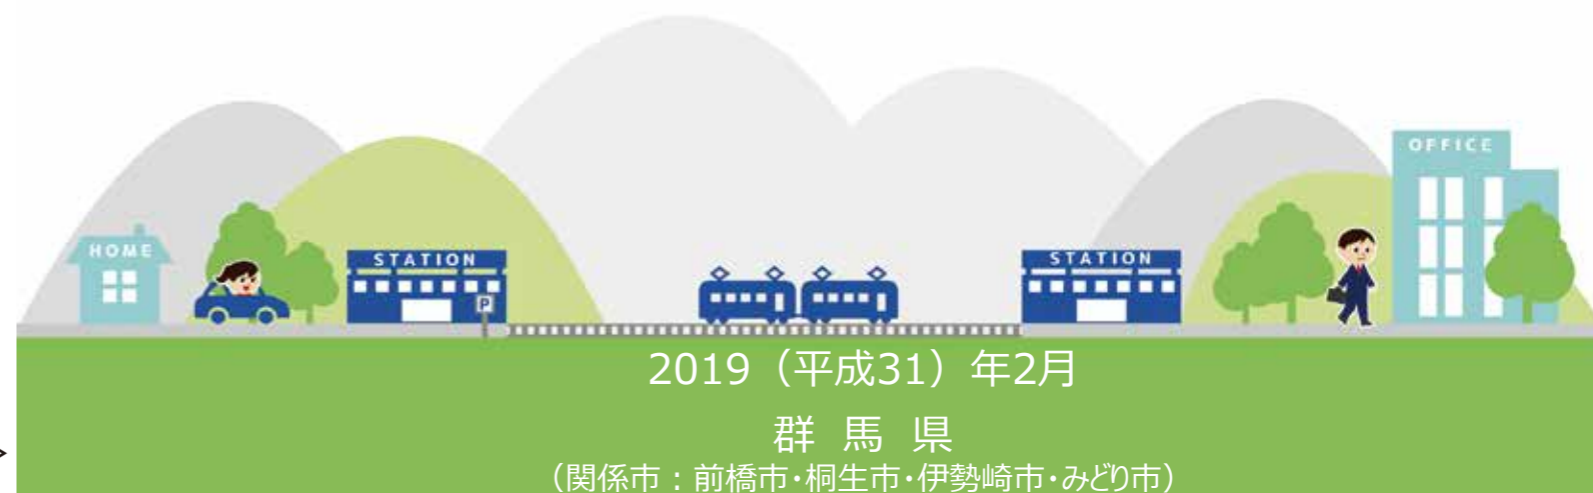 OFFICE
HOME
STATION
STATION
P
2019（平成31）年2月
群 馬 県
（関係市：前橋市・桐生市・伊勢崎市・みどり市）